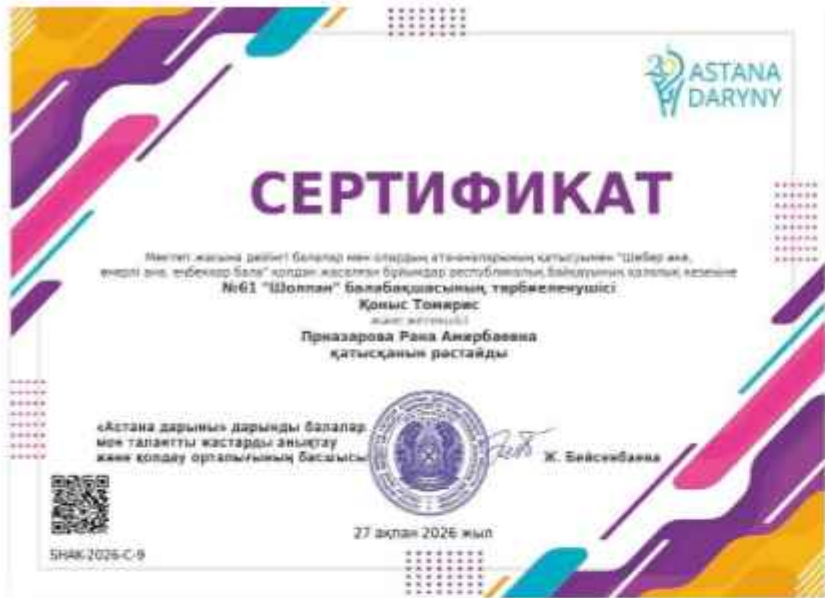 ASTANA
DARYNY
СЕРТИФИКАТ
Мектеп жасына дейінгі балалар мен олардың ата-аналарының қатысуымен "Шебер әке,
өнерлі ана, еңбекқор бала" қолдан жасалған бұйымдар республикалық байқауының қалалық кезеңіне
№61 "Шолпан" балабақшасының тәрбиеленушісі
Қоныс Томирис
және жетекшісі
Прназарова Рана Амербаевна
қатысқанын растайды
«Астана дарыны» дарынды балалар
мен талантты жастарды анықтау
және қолдау орталығының басшысы
Ж. Бейсенбаева
27 ақпан 2026 жыл
SHAK-2026-C-9